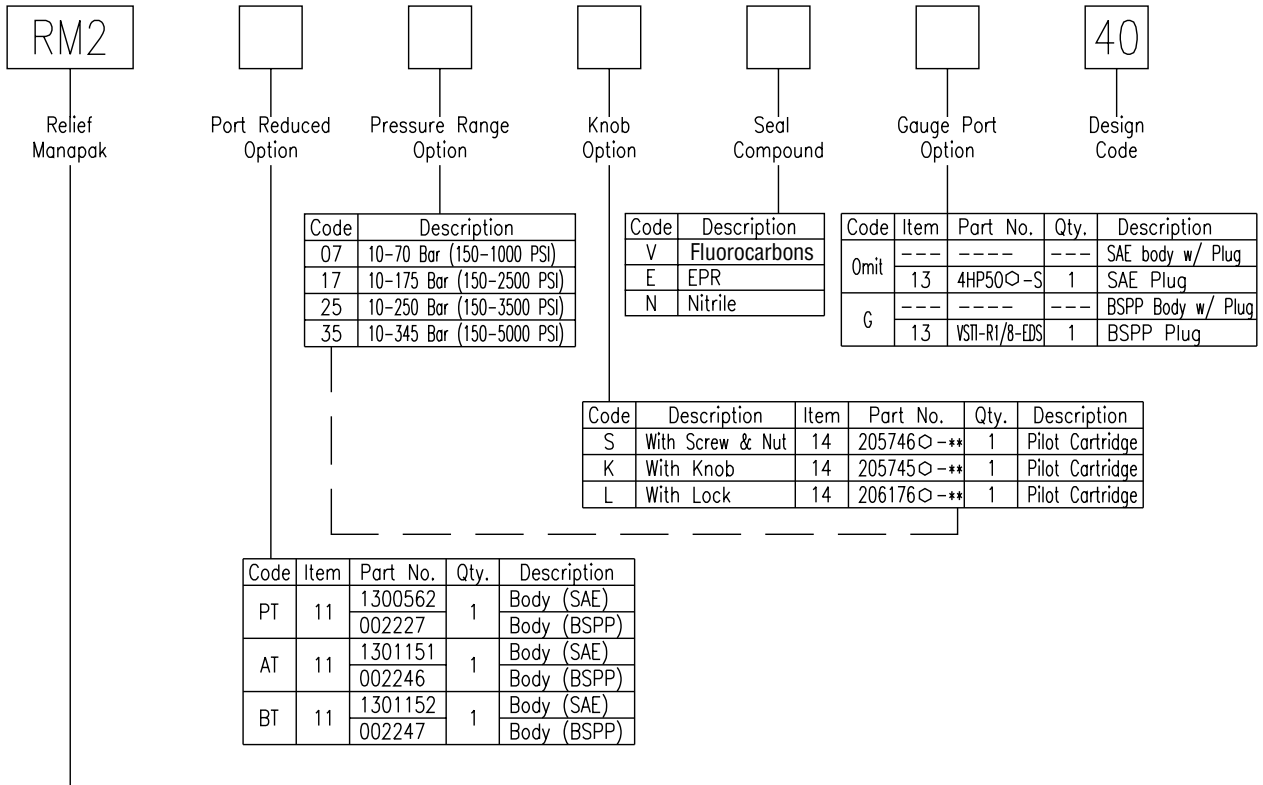 RM2 40
Relief Manapak
Port Reduced Option
Pressure Range Option
Knob Option
Seal Compound
Gauge Port Option
Design Code
Code Description
07 10-70 Bar (150-1000 PSI)
17 10-175 Bar (150-2500 PSI)
25 10-250 Bar (150-3500 PSI)
35 10-345 Bar (150-5000 PSI)
Code Description
V Fluorocarbons
E EPR
N Nitrile
Code Item Part No. Qty. Description
Omit --- ---- --- SAE body w/ Plug
13 4HP50⬡-S 1 SAE Plug
G --- ---- --- BSPP Body w/ Plug
13 VSTI-R1/8-EDS 1 BSPP Plug
Code Description Item Part No. Qty. Description
S With Screw & Nut 14 205746⬡-** 1 Pilot Cartridge
K With Knob 14 205745⬡-** 1 Pilot Cartridge
L With Lock 14 206176⬡-** 1 Pilot Cartridge
Code Item Part No. Qty. Description
PT 11 1300562 1 Body (SAE)
002227 Body (BSPP)
AT 11 1301151 1 Body (SAE)
002246 Body (BSPP)
BT 11 1301152 1 Body (SAE)
002247 Body (BSPP)